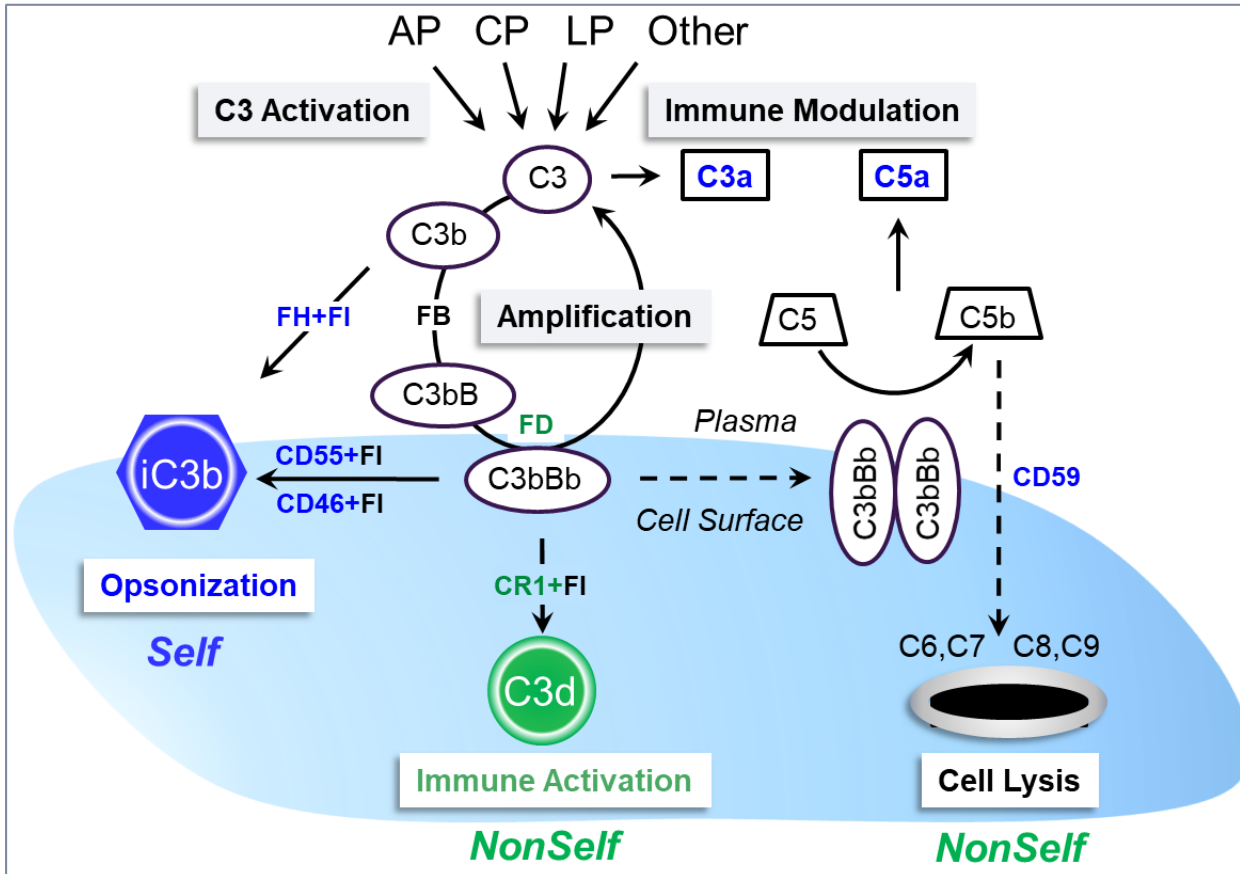 AP CP LP Other
C3 Activation
Immune Modulation
C3
C3a
C5a
C3b
FH+FI
FB
Amplification
C5
C5b
C3bB
FD
Plasma
iC3b
CD55+FI
CD46+FI
C3bBb
Cell Surface
C3bBb
C3bBb
CD59
Opsonization
CR1+FI
Self
C6,C7 C8,C9
C3d
Immune Activation
Cell Lysis
NonSelf
NonSelf